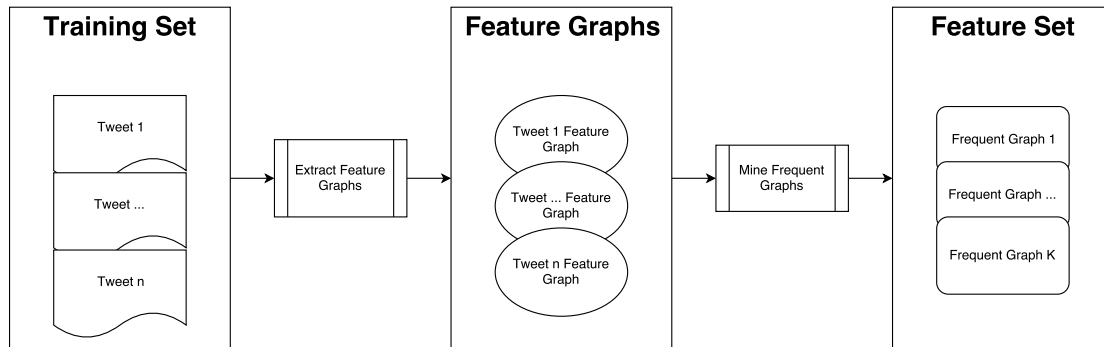 Training Set
Tweet 1
Tweet ...
Tweet n
Extract Feature
Graphs
Feature Graphs
Tweet 1 Feature
Graph
Tweet ... Feature
Graph
Tweet n Feature
Graph
Mine Frequent
Graphs
Feature Set
Frequent Graph 1
Frequent Graph ...
Frequent Graph K